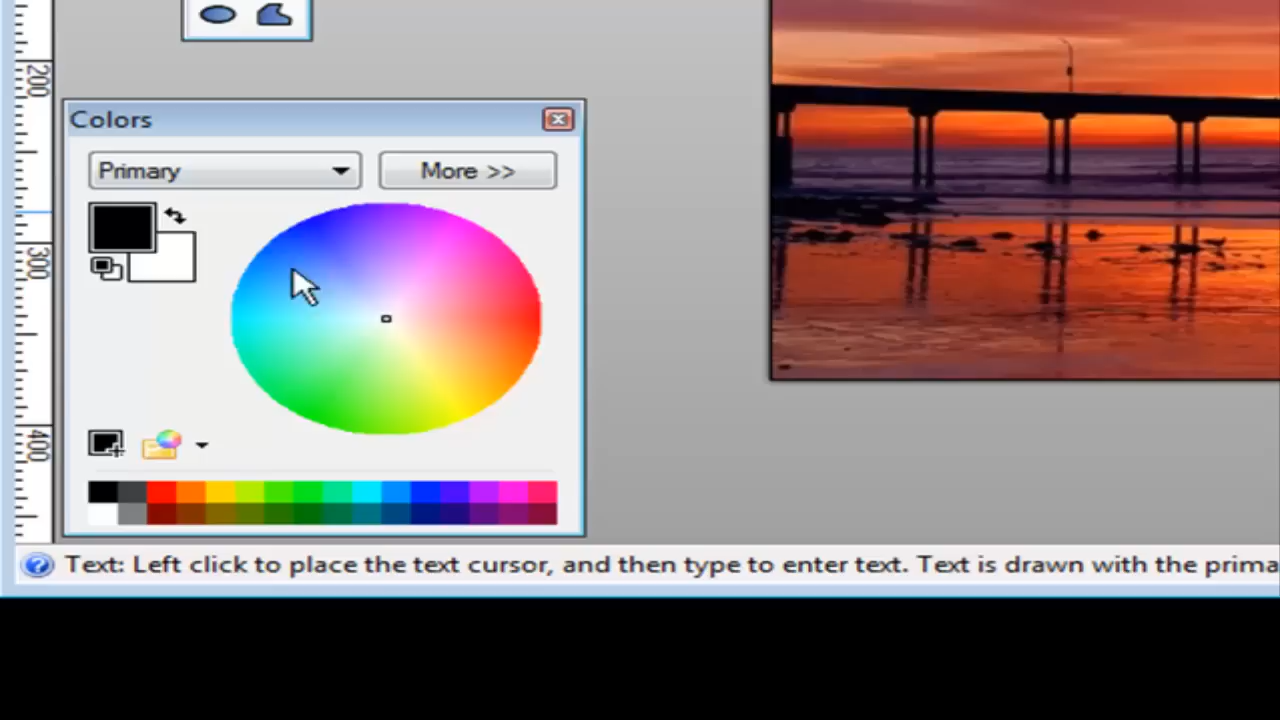 200
Colors
Primary
More >>
300
400
Text: Left click to place the text cursor, and then type to enter text. Text is drawn with the prima